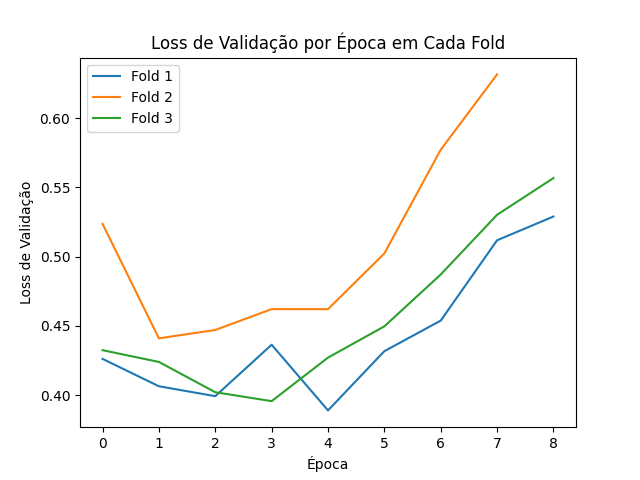 Loss de Validação por Época em Cada Fold
Fold 1
Fold 2
Fold 3
0.60
0.55
0.50
0.45
0.40
Loss de Validação
0 1 2 3 4 5 6 7 8
Época